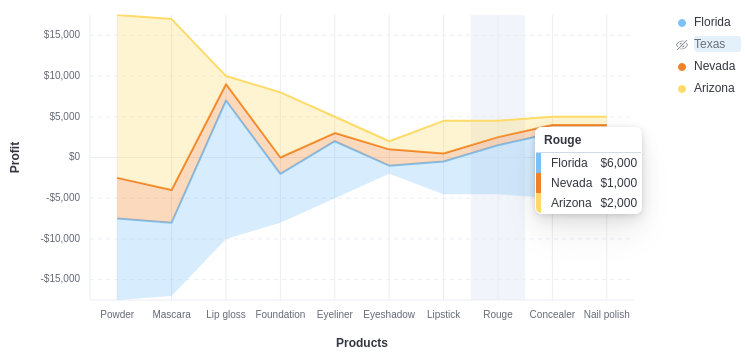 Profit
$15,000
$10,000
$5,000
$0
-$5,000
-$10,000
-$15,000
Powder
Mascara
Lip gloss
Foundation
Eyeliner
Eyeshadow
Lipstick
Rouge
Concealer
Nail polish
Products
Rouge
Florida $6,000
Nevada $1,000
Arizona $2,000
Florida
Texas
Nevada
Arizona